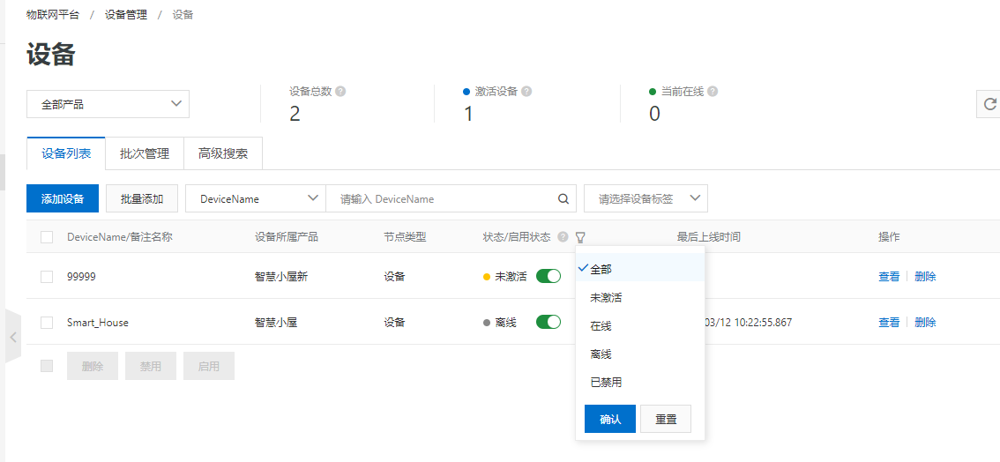 物联网平台 / 设备管理 / 设备
设备
全部产品
设备总数
2
激活设备
1
当前在线
0
设备列表 批次管理 高级搜索
添加设备 批量添加 DeviceName 请输入 DeviceName 请选择设备标签
DeviceName/备注名称 设备所属产品 节点类型 状态/启用状态 最后上线时间 操作
99999 智慧小屋新 设备 未激活 查看 删除
Smart_House 智慧小屋 设备 离线 03/12 10:22:55.867 查看 删除
删除 禁用 启用
全部
未激活
在线
离线
已禁用
确认 重置